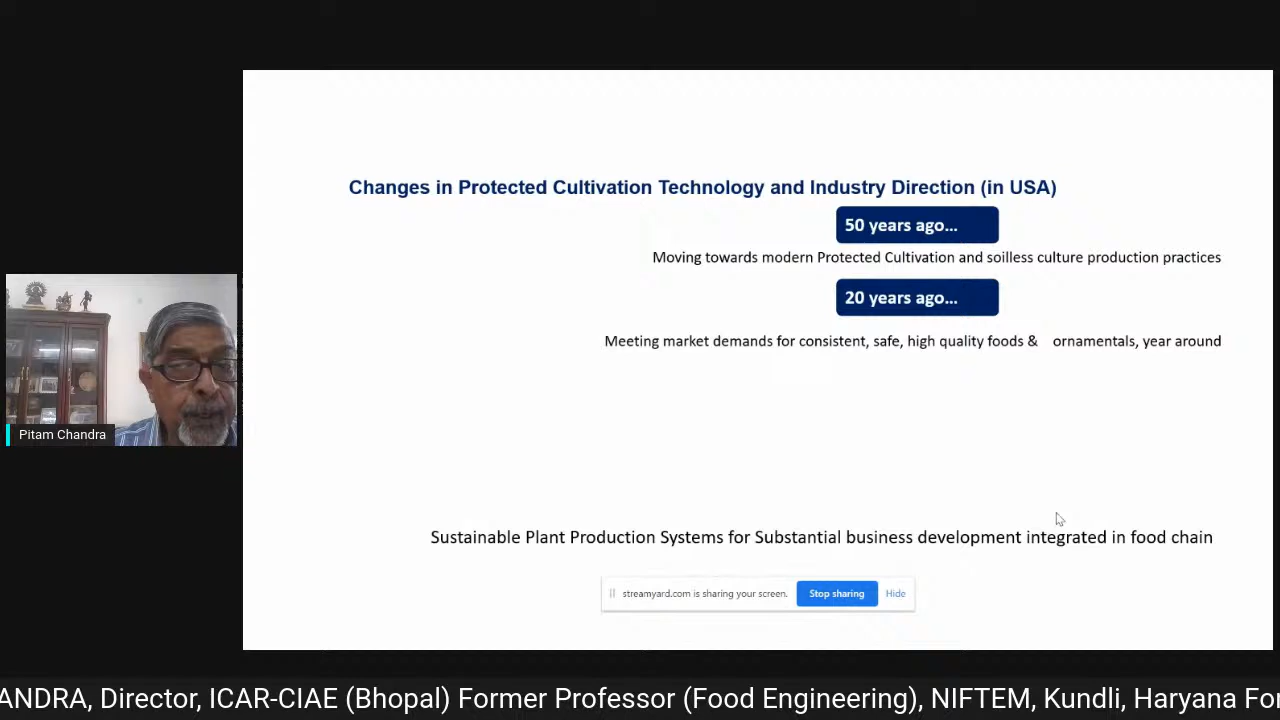 Changes in Protected Cultivation Technology and Industry Direction (in USA)
50 years ago...
Moving towards modern Protected Cultivation and soilless culture production practices
20 years ago...
Meeting market demands for consistent, safe, high quality foods & ornamentals, year around
Pitam Chandra
Sustainable Plant Production Systems for Substantial business development integrated in food chain
streamyard.com is sharing your screen. Stop sharing Hide
ANDRA, Director, ICAR-CIAE (Bhopal) Former Professor (Food Engineering), NIFTEM, Kundli, Haryana For